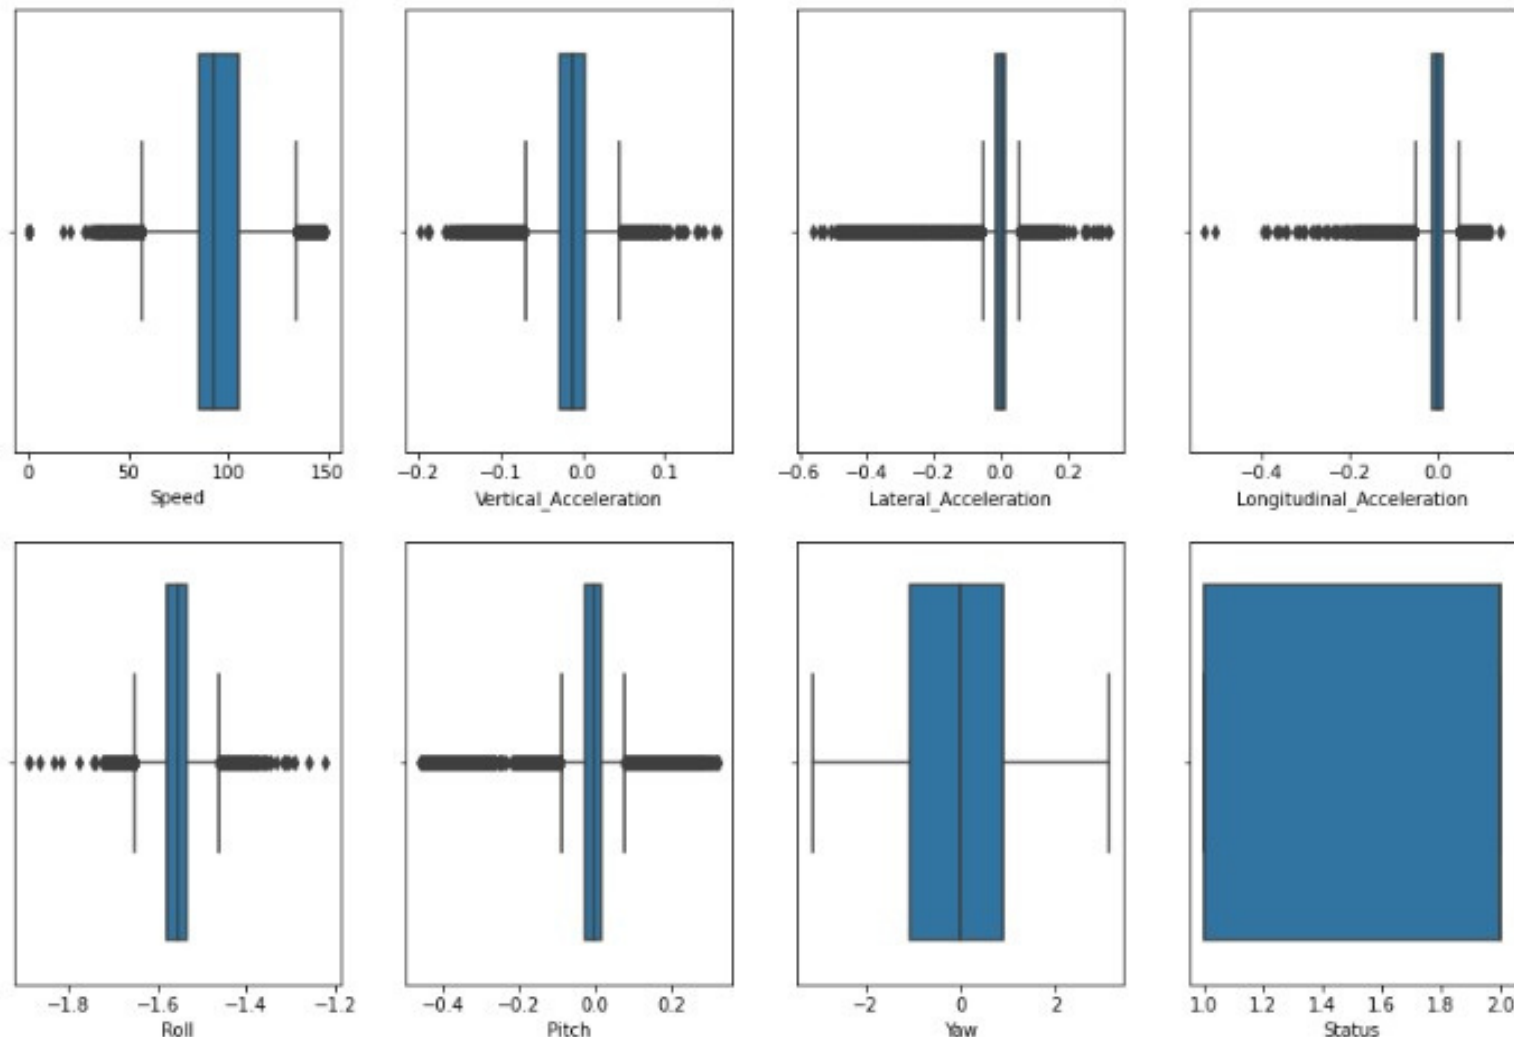 0 50 100 150 −0.2 −0.1 0.0 0.1 −0.6 −0.4 −0.2 0.0 0.2 −0.4 −0.2 0.0
Speed Vertical_Acceleration Lateral_Acceleration Longitudinal_Acceleration
−1.8 −1.6 −1.4 −1.2 −0.4 −0.2 0.0 0.2 −2 0 2 1.0 1.2 1.4 1.6 1.8 2.0
Roll Pitch Yaw Status